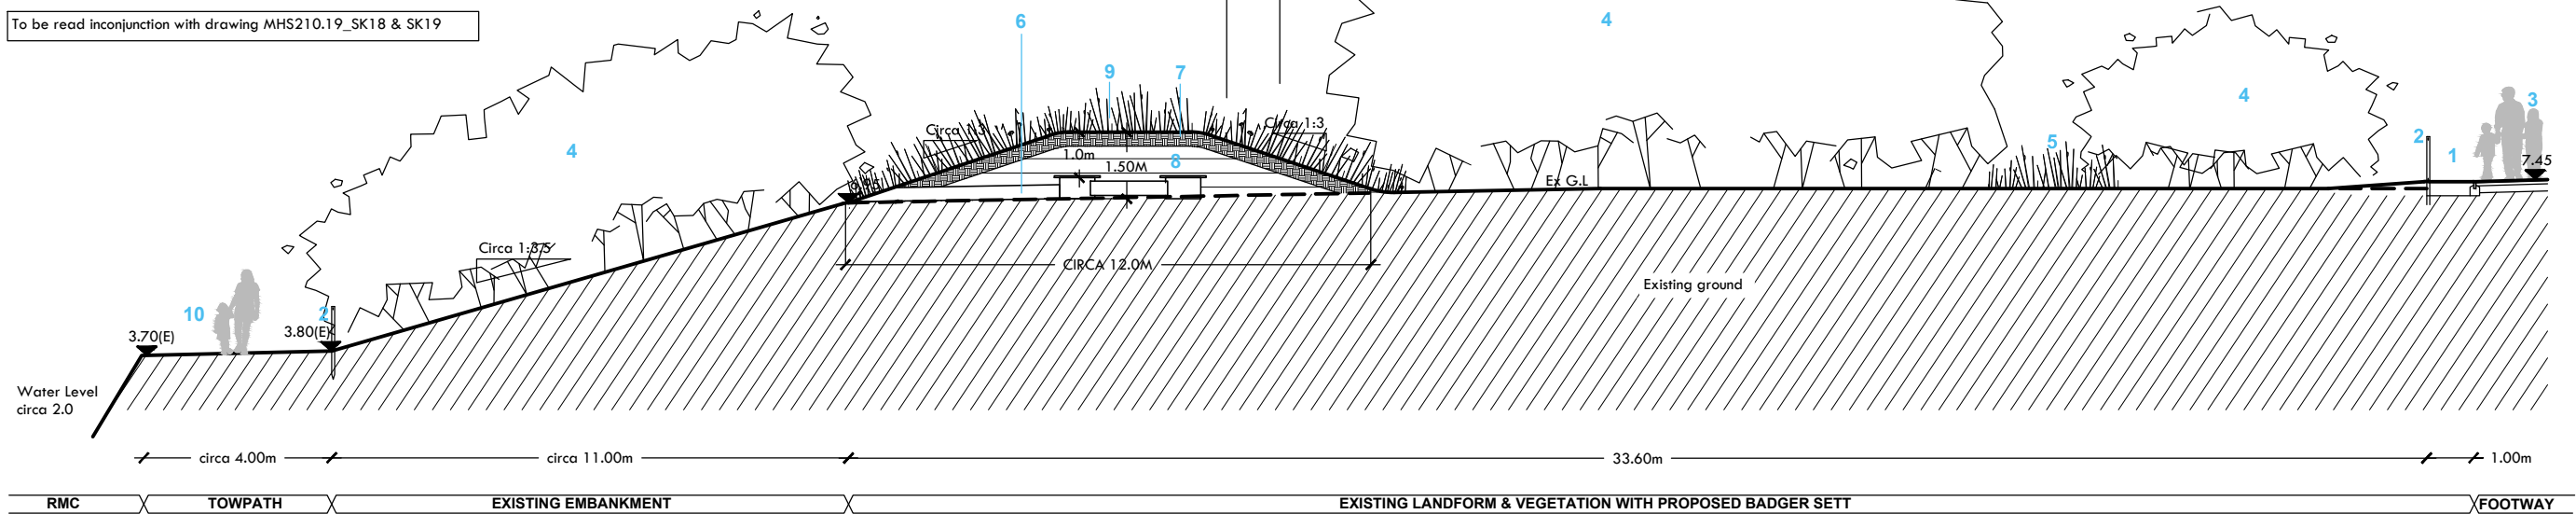 To be read inconjunction with drawing MHS210.19_SK18 & SK19
6
4
9
7
4
3
2
1
5
4
8
Circa 1:3
Circa 1:3
1.0m
1.50M
7.45
Ex G.L
Circa 1:3.5
CIRCA 12.0M
Existing ground
10
2
3.70(E)
3.80(E)
Water Level
circa 2.0
circa 4.00m
circa 11.00m
33.60m
1.00m
RMC
TOWPATH
EXISTING EMBANKMENT
EXISTING LANDFORM & VEGETATION WITH PROPOSED BADGER SETT
FOOTWAY